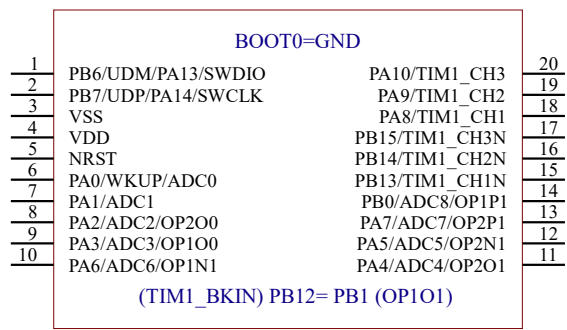 BOOT0=GND
1 PB6/UDM/PA13/SWDIO PA10/TIM1_CH3 20
2 PB7/UDP/PA14/SWCLK PA9/TIM1_CH2 19
3 VSS PA8/TIM1_CH1 18
4 VDD PB15/TIM1_CH3N 17
5 NRST PB14/TIM1_CH2N 16
6 PA0/WKUP/ADC0 PB13/TIM1_CH1N 15
7 PA1/ADC1 PB0/ADC8/OP1P1 14
8 PA2/ADC2/OP2O0 PA7/ADC7/OP2P1 13
9 PA3/ADC3/OP1O0 PA5/ADC5/OP2N1 12
10 PA6/ADC6/OP1N1 PA4/ADC4/OP2O1 11
(TIM1_BKIN) PB12= PB1 (OP1O1)